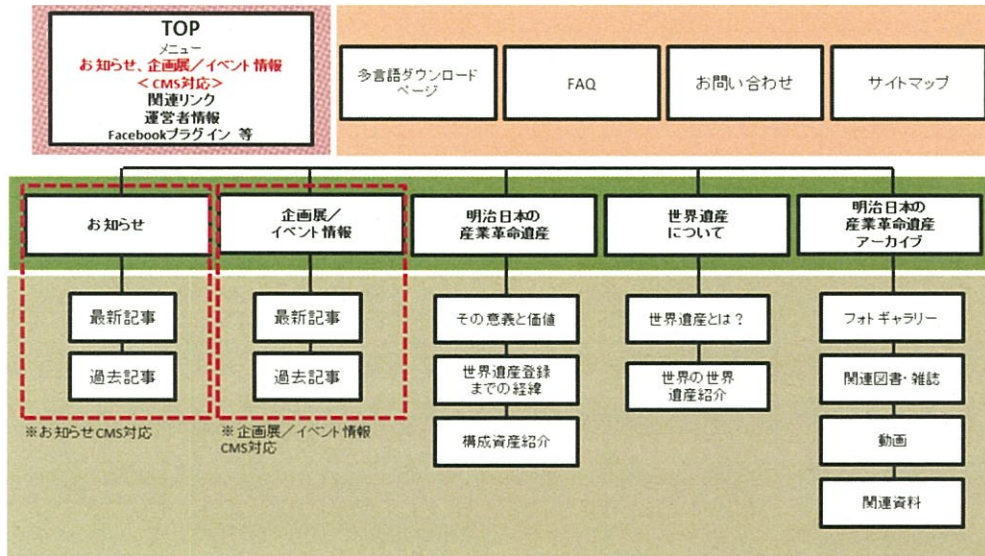 TOP
メニュー
お知らせ、企画展／イベント情報
＜CMS対応＞
関連リンク
運営者情報
Facebookプラグイン 等
多言語ダウンロード
ページ
FAQ
お問い合わせ
サイトマップ
お知らせ
企画展／
イベント情報
明治日本の
産業革命遺産
世界遺産
について
明治日本の
産業革命遺産
アーカイブ
最新記事
過去記事
※お知らせCMS対応
最新記事
過去記事
※企画展／イベント情報
CMS対応
その意義と価値
世界遺産登録
までの経緯
構成資産紹介
世界遺産とは？
世界の世界
遺産紹介
フォトギャラリー
関連図書・雑誌
動画
関連資料